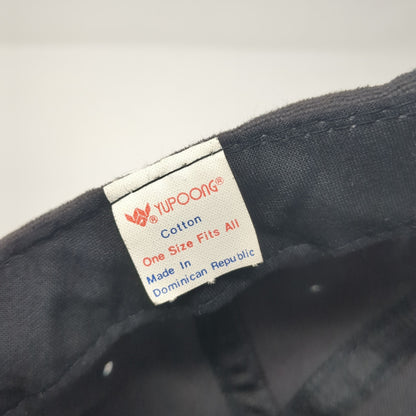 YUPOONG®
Cotton
One Size Fits All
Made In
Dominican Republic